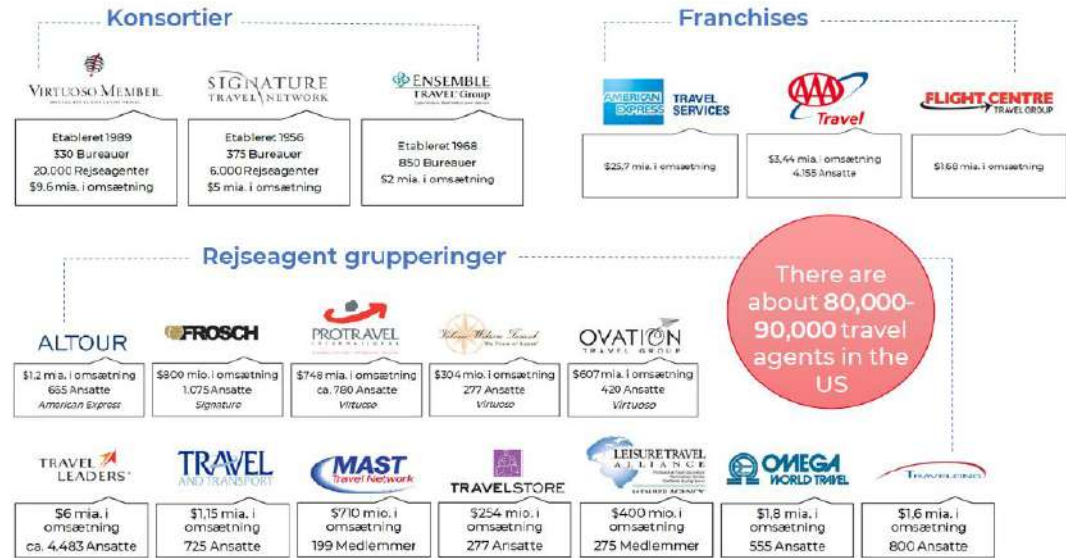 Konsortier
Franchises
VIRTUOSO MEMBER
SIGNATURE
TRAVEL NETWORK
ENSEMBLE
TRAVEL Group
AMERICAN
EXPRESS
TRAVEL
SERVICES
AAA
Travel
FLIGHT CENTRE
TRAVEL GROUP
Etableret 1989
330 Bureauer
20.000 Rejseagenter
$9.6 mia. i omsætning
Etableret 1956
375 Bureauer
6.000 Rejseagenter
$5 mia. i omsætning
Etableret 1968
850 Bureauer
$2 mia. i omsætning
$25,7 mia. i omsætning
$3,44 mia. i omsætning
4.155 Ansatte
$1.68 mia. i omsætning
Rejseagent grupperinger
There are
about 80,000-
90,000 travel
agents in the
US
ALTOUR
FROSCH
PROTRAVEL
INTERNATIONAL
OVATION
TRAVEL GROUP
$1.2 mia. i omsætning
665 Ansatte
American Express
$800 mio. i omsætning
1.075 Ansatte
Signature
$748 mio. i omsætning
ca. 780 Ansatte
Virtuoso
$304 mio. i omsætning
277 Ansatte
Virtuoso
$607 mio. i omsætning
420 Ansatte
Virtuoso
TRAVEL
LEADERS
TRAVEL
AND TRANSPORT
MAST
Travel Network
TRAVELSTORE
LEISURE TRAVEL
ALLIANCE
MEMBER AGENCY
OMEGA
WORLD TRAVEL
$6 mia. i
omsætning
ca. 4.483 Ansatte
$1,15 mia. i
omsætning
725 Ansatte
$710 mio. i
omsætning
199 Medlemmer
$254 mio. i
omsætning
277 Ansatte
$400 mio. i
omsætning
275 Medlemmer
$1,8 mia. i
omsætning
555 Ansatte
$1,6 mia. i
omsætning
800 Ansatte